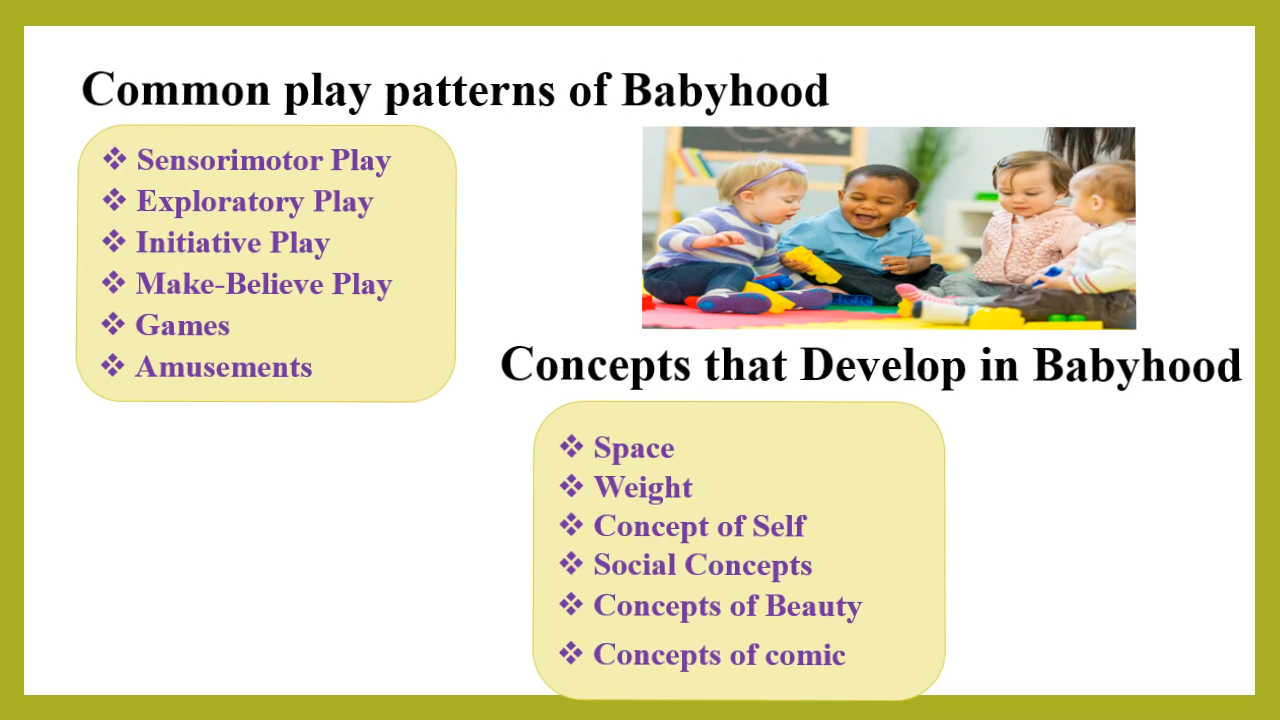 Common play patterns of Babyhood
❖ Sensorimotor Play
❖ Exploratory Play
❖ Initiative Play
❖ Make-Believe Play
❖ Games
❖ Amusements
Concepts that Develop in Babyhood
❖ Space
❖ Weight
❖ Concept of Self
❖ Social Concepts
❖ Concepts of Beauty
❖ Concepts of comic